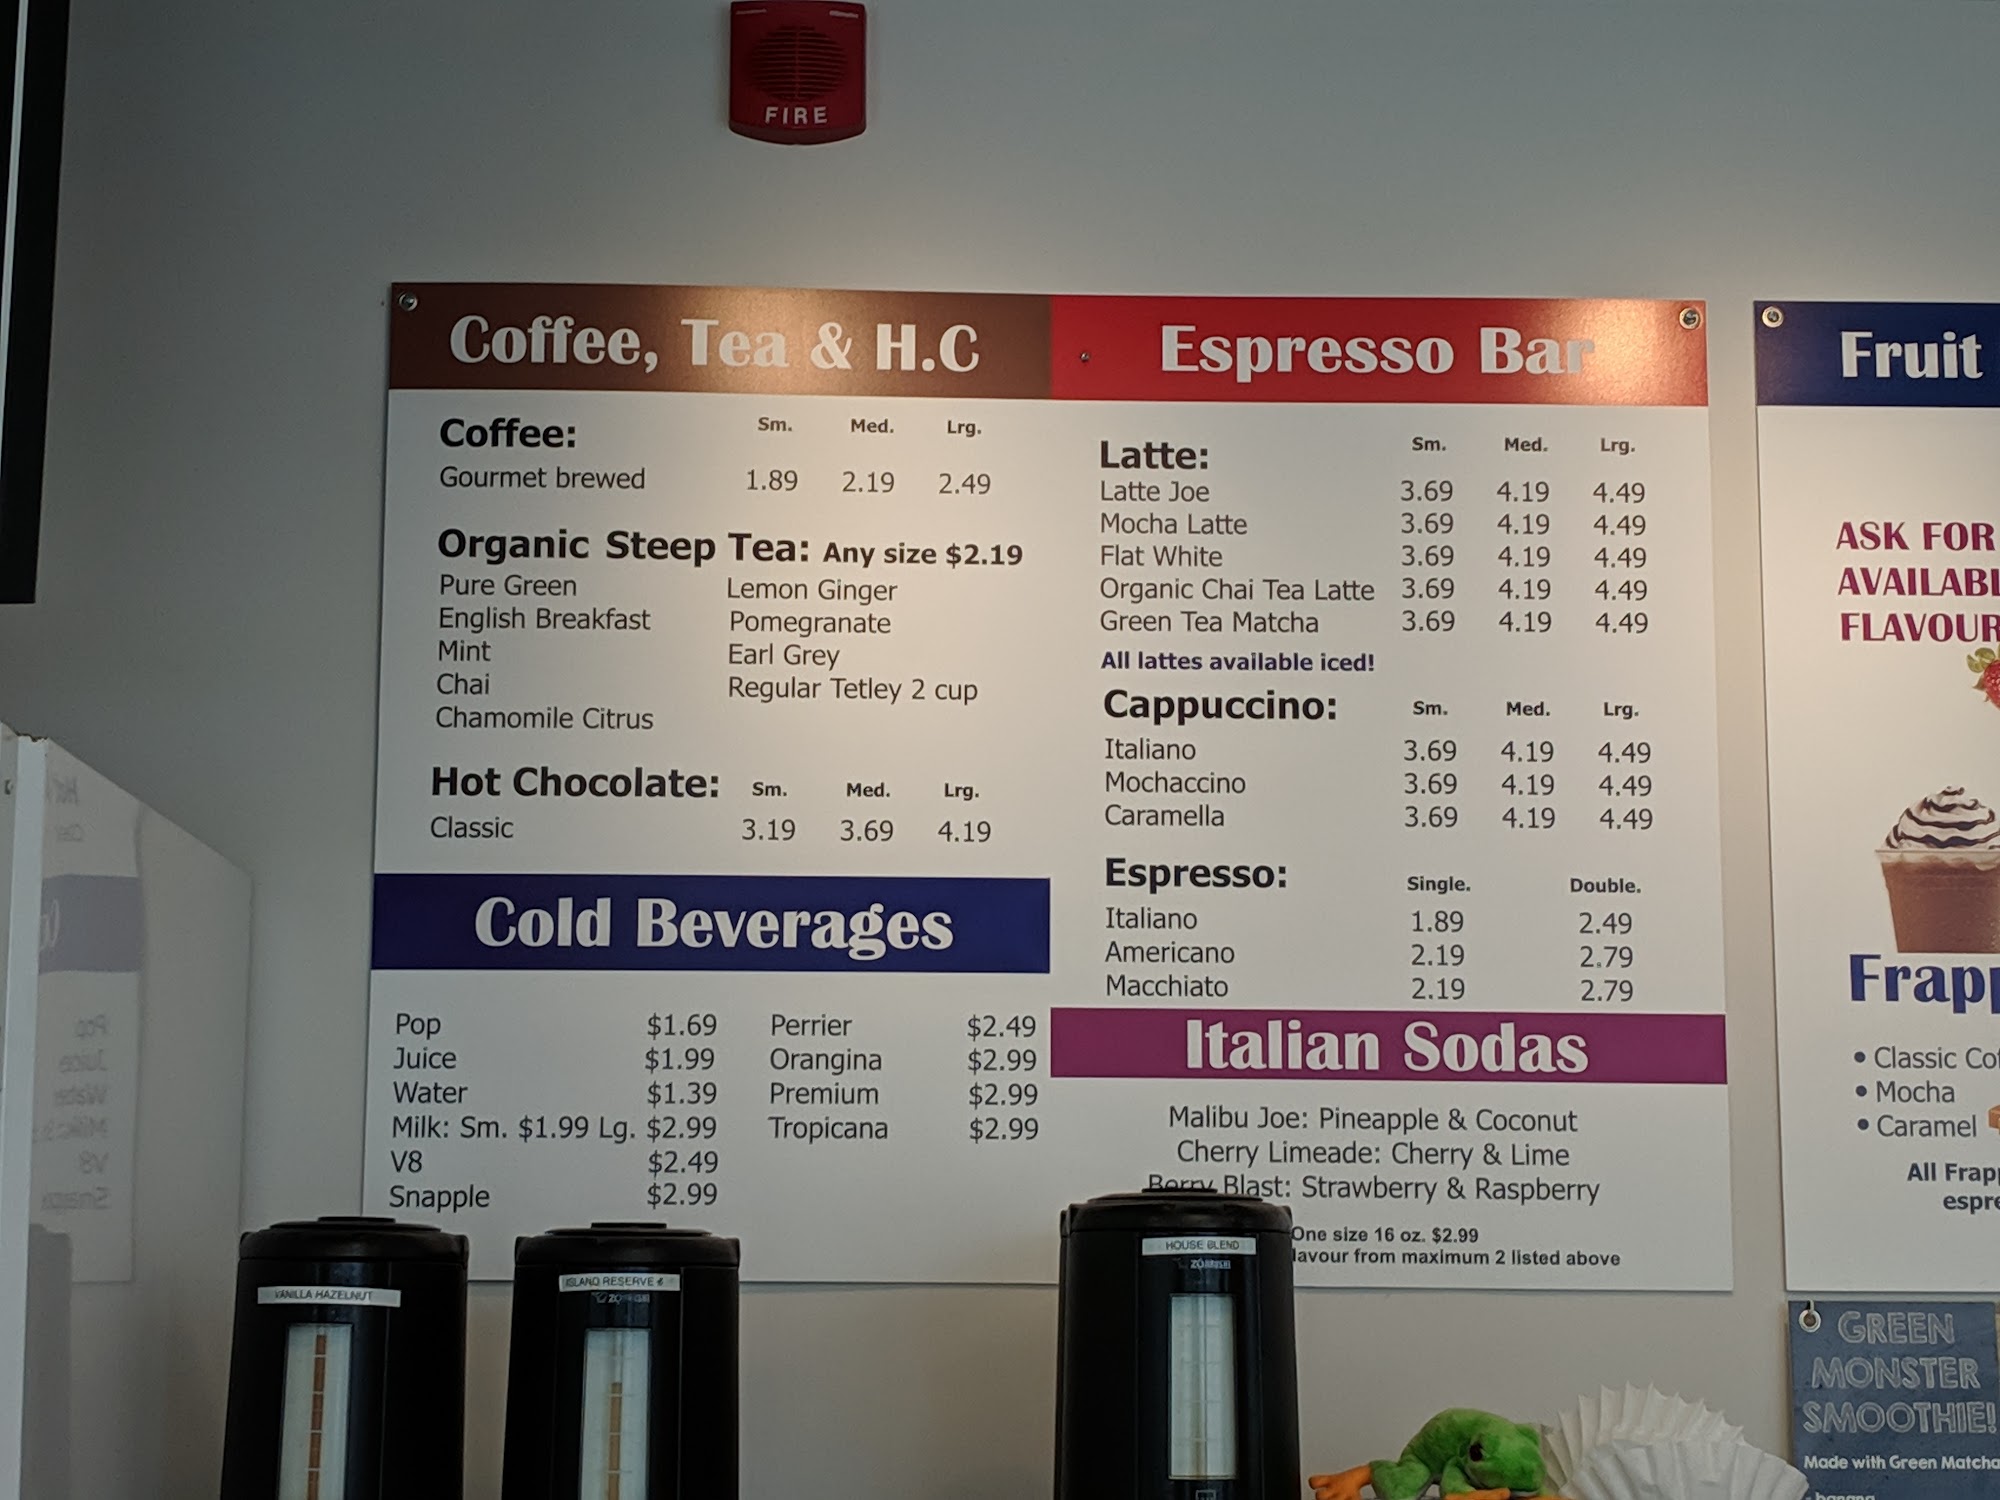 FIRE
Coffee, Tea & H.C
Coffee: Sm. Med. Lrg.
Gourmet brewed 1.89 2.19 2.49
Organic Steep Tea: Any size $2.19
Pure Green Lemon Ginger
English Breakfast Pomegranate
Mint Earl Grey
Chai Regular Tetley 2 cup
Chamomile Citrus
Hot Chocolate: Sm. Med. Lrg.
Classic 3.19 3.69 4.19
Cold Beverages
Pop $1.69 Perrier $2.49
Juice $1.99 Orangina $2.99
Water $1.39 Premium $2.99
Milk: Sm. $1.99 Lg. $2.99 Tropicana $2.99
V8 $2.49
Snapple $2.99
Espresso Bar
Latte: Sm. Med. Lrg.
Latte Joe 3.69 4.19 4.49
Mocha Latte 3.69 4.19 4.49
Flat White 3.69 4.19 4.49
Organic Chai Tea Latte 3.69 4.19 4.49
Green Tea Matcha 3.69 4.19 4.49
All lattes available iced!
Cappuccino: Sm. Med. Lrg.
Italiano 3.69 4.19 4.49
Mochaccino 3.69 4.19 4.49
Caramella 3.69 4.19 4.49
Espresso: Single. Double.
Italiano 1.89 2.49
Americano 2.19 2.79
Macchiato 2.19 2.79
Italian Sodas
Malibu Joe: Pineapple & Coconut
Cherry Limeade: Cherry & Lime
Berry Blast: Strawberry & Raspberry
One size 16 oz. $2.99
lavour from maximum 2 listed above
Fruit
ASK FOR
AVAILABL
FLAVOUR
Frapp
• Classic Co
• Mocha
• Caramel
All Frap
espre
GREEN
MONSTER
SMOOTHIE!
Made with Green Matcha
- banana
VANILLA HAZELNUT
ISLAND RESERVE
HOUSE BLEND